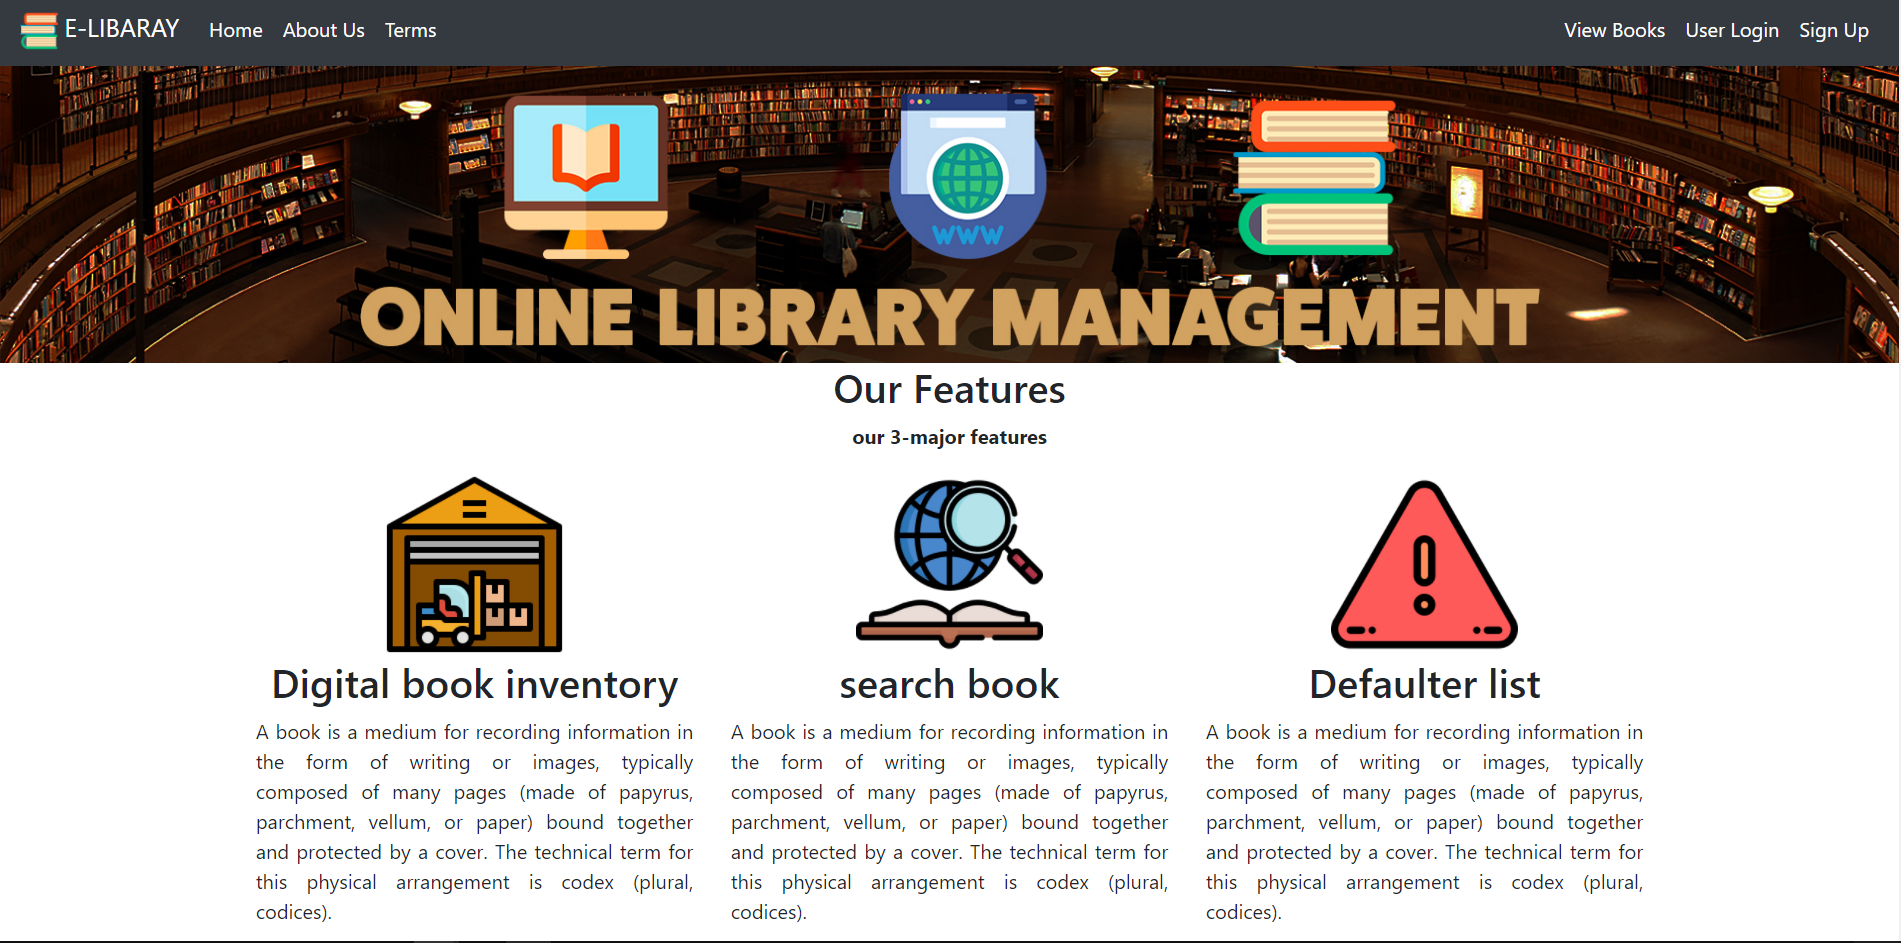 E-LIBARAY Home About Us Terms View Books User Login Sign Up
WWW
ONLINE LIBRARY MANAGEMENT
Our Features
our 3-major features
Digital book inventory
A book is a medium for recording information in
the form of writing or images, typically
composed of many pages (made of papyrus,
parchment, vellum, or paper) bound together
and protected by a cover. The technical term for
this physical arrangement is codex (plural,
codices).
search book
A book is a medium for recording information in
the form of writing or images, typically
composed of many pages (made of papyrus,
parchment, vellum, or paper) bound together
and protected by a cover. The technical term for
this physical arrangement is codex (plural,
codices).
Defaulter list
A book is a medium for recording information in
the form of writing or images, typically
composed of many pages (made of papyrus,
parchment, vellum, or paper) bound together
and protected by a cover. The technical term for
this physical arrangement is codex (plural,
codices).